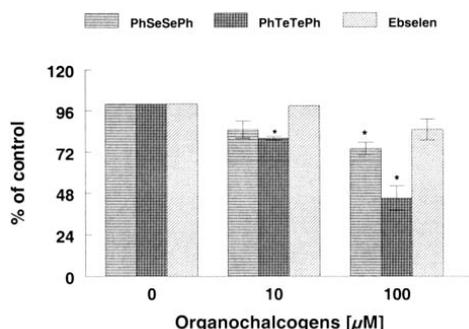 PhSeSePh PhTeTePh Ebselen
120
96
72
48
24
0
% of control
* * *
0 10 100
Organochalcogens [µM]